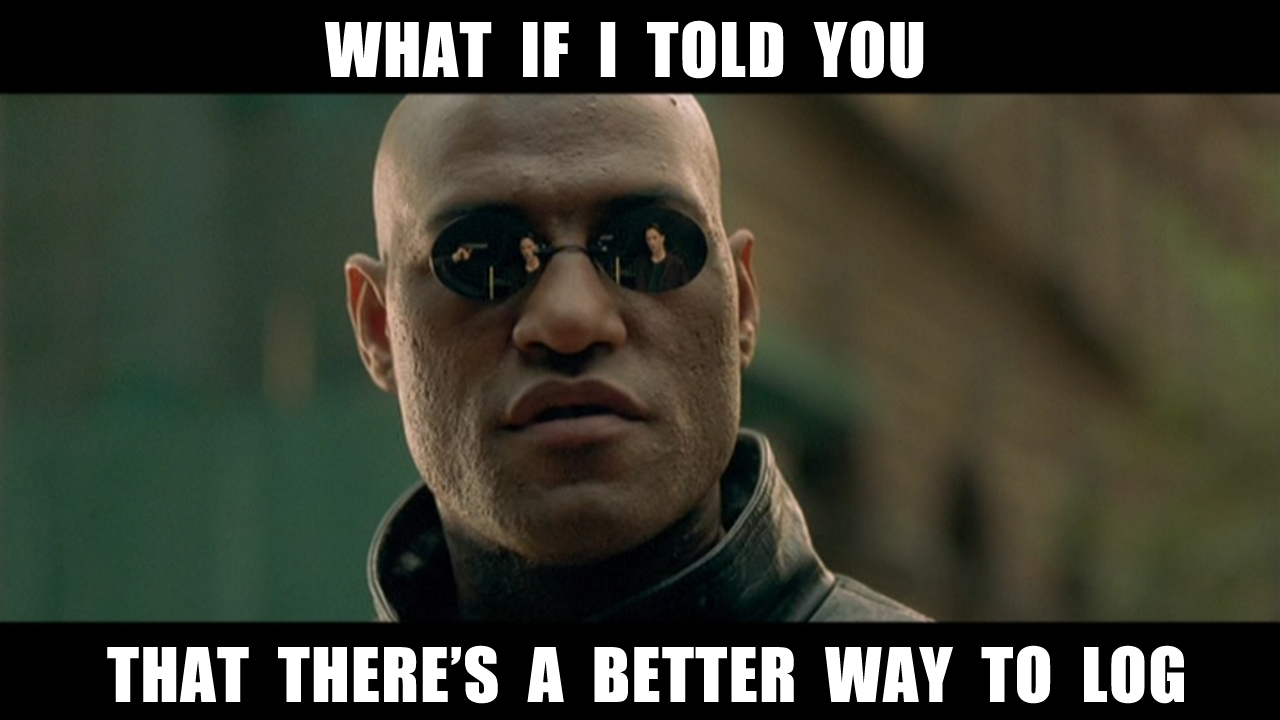 WHAT IF I TOLD YOU
THAT THERE’S A BETTER WAY TO LOG